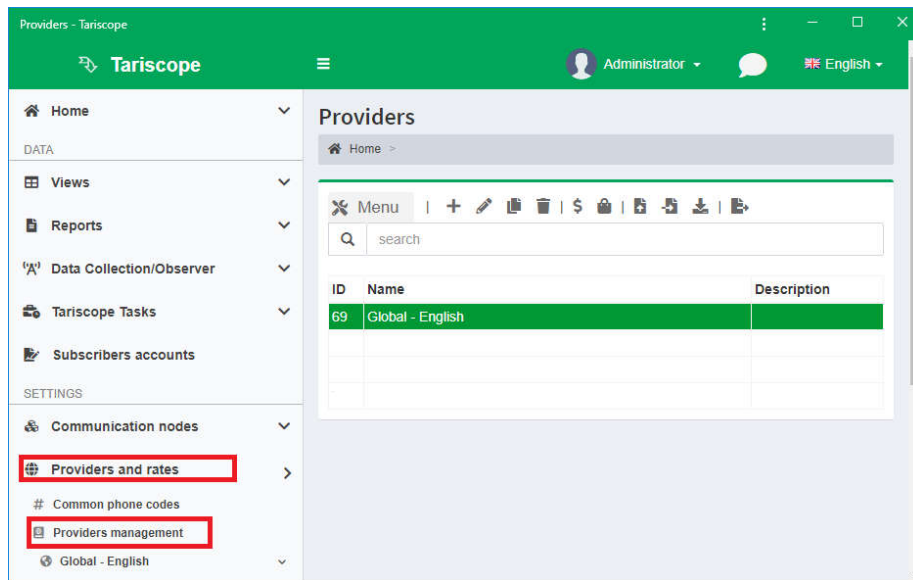 Providers - Tariscope
Tariscope
Administrator
English
Home
DATA
Views
Reports
Data Collection/Observer
Tariscope Tasks
Subscribers accounts
SETTINGS
Communication nodes
Providers and rates
# Common phone codes
Providers management
Global - English
Providers
Home >
Menu
search
ID Name Description
69 Global - English